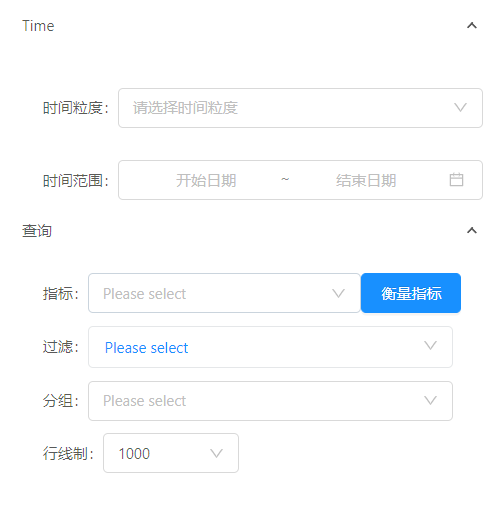 Time
时间粒度： 请选择时间粒度
时间范围： 开始日期 ~ 结束日期
查询
指标： Please select 衡量指标
过滤： Please select
分组： Please select
行线制： 1000